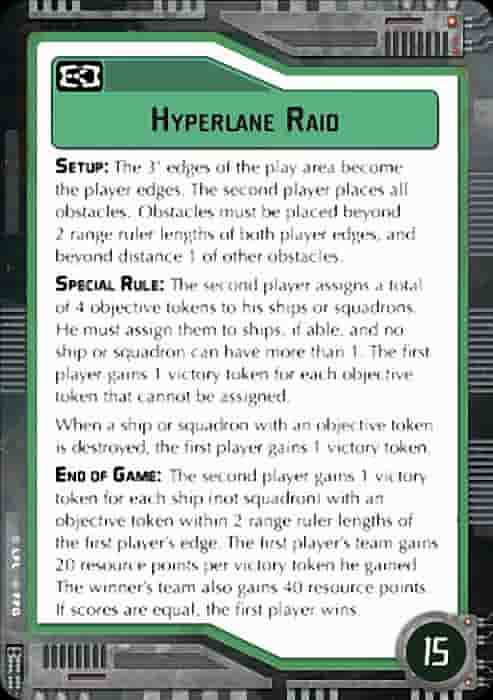 HYPERLANE RAID
SETUP: The 3' edges of the play area become
the player edges. The second player places all
obstacles. Obstacles must be placed beyond
2 range ruler lengths of both player edges, and
beyond distance 1 of other obstacles.
SPECIAL RULE: The second player assigns a total
of 4 objective tokens to his ships or squadrons.
He must assign them to ships, if able, and no
ship or squadron can have more than 1. The first
player gains 1 victory token for each objective
token that cannot be assigned.
When a ship or squadron with an objective token
is destroyed, the first player gains 1 victory token.
END OF GAME: The second player gains 1 victory
token for each ship (not squadron) with an
objective token within 2 range ruler lengths of
the first player's edge. The first player's team gains
20 resource points per victory token he gained.
The winner's team also gains 40 resource points.
If scores are equal, the first player wins.
15
© LFL © FFG